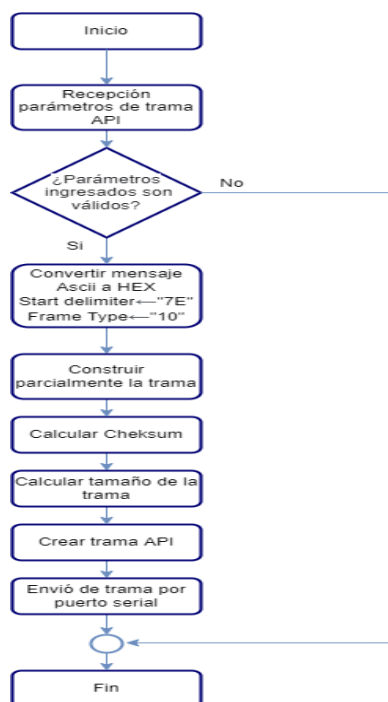 Inicio
Recepción
parámetros de trama
API
¿Parámetros
ingresados son
válidos?
No
Si
Convertir mensaje
Ascii a HEX
Start delimiter←"7E"
Frame Type←"10"
Construir
parcialmente la trama
Calcular Cheksum
Calcular tamaño de la
trama
Crear trama API
Envió de trama por
puerto serial
Fin